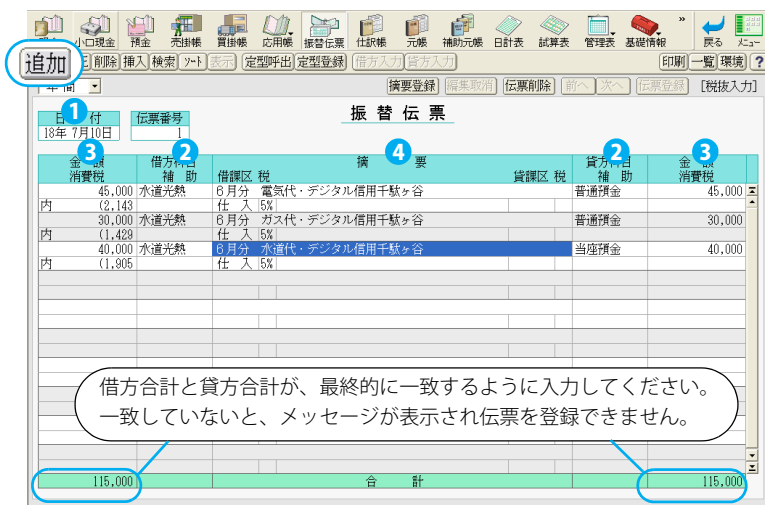 小口現金 預金 売掛帳 買掛帳 応用帳 振替伝票 仕訳帳 元帳 補助元帳 日計表 試算表 管理表 基礎情報 » 戻る ﾒﾆｭｰ
追加 削除 挿入 検索 ｿｰﾄ 表示 定型呼出 定型登録 借方入力 貸方入力 印刷 一覧 環境 ?
年間 摘要登録 編集取消 伝票削除 前へ 次へ 伝票登録 [税抜入力]
振 替 伝 票
1
日 付 伝票番号
18年 7月10日 1
3 2 4 2 3
金 額 借方科目 摘 要 貸方科目 金 額
消費税 補 助 借課区 税 貸課区 税 補 助 消費税
45,000 水道光熱 6月分 電気代・デジタル信用千駄ヶ谷 普通預金 45,000
内 (2,143 仕 入 5%
30,000 水道光熱 6月分 ガス代・デジタル信用千駄ヶ谷 普通預金 30,000
内 (1,429 仕 入 5%
40,000 水道光熱 6月分 水道代・デジタル信用千駄ヶ谷 当座預金 40,000
内 (1,905 仕 入 5%
借方合計と貸方合計が、最終的に一致するように入力してください。
一致していないと、メッセージが表示され伝票を登録できません。
115,000 合 計 115,000